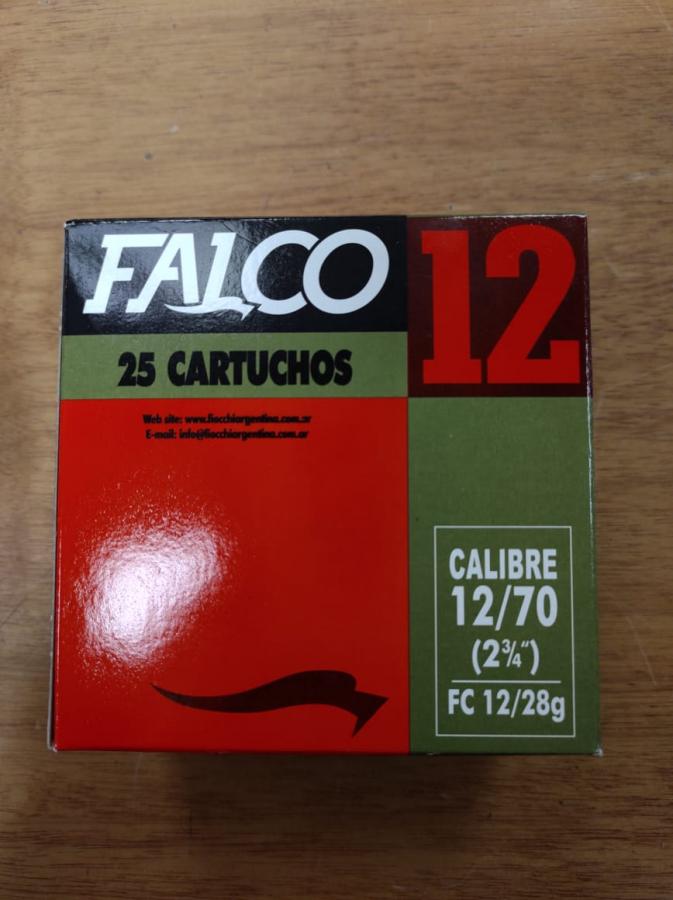 FALCO
12
25 CARTUCHOS
Web site: www.fiocchiargentina.com.ar
E-mail: info@fiocchiargentina.com.ar
CALIBRE
12/70
(2¾")
FC 12/28g